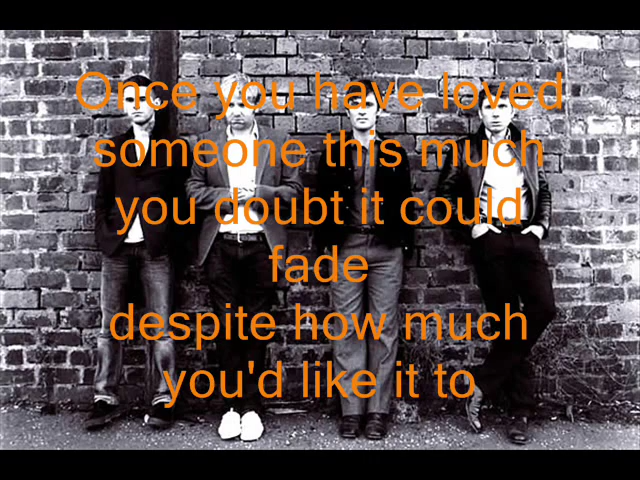 Once you have loved
someone this much
you doubt it could
fade
despite how much
you'd like it to